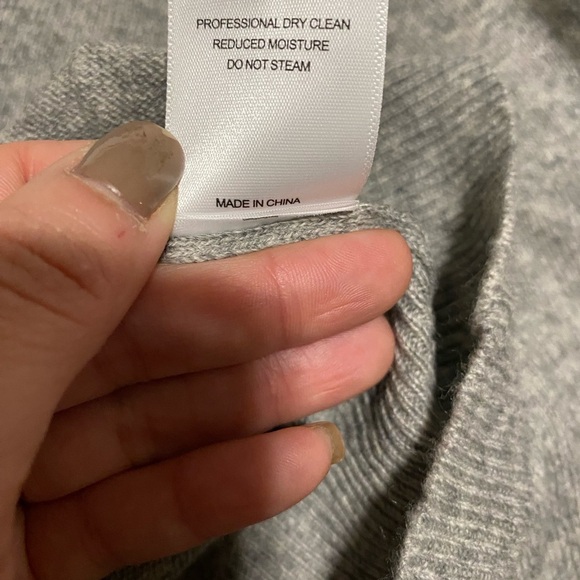 PROFESSIONAL DRY CLEAN
REDUCED MOISTURE
DO NOT STEAM
MADE IN CHINA